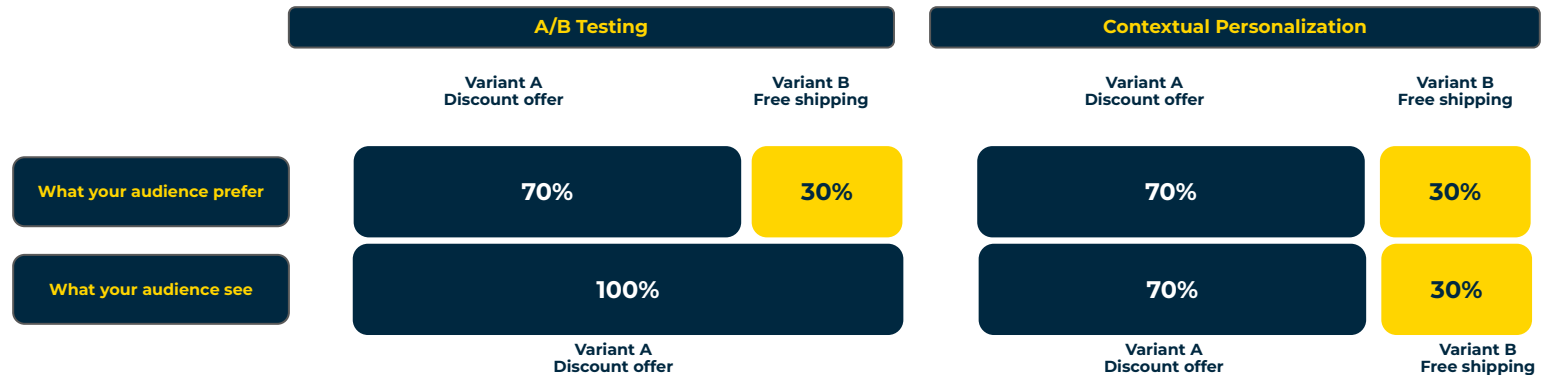 A/B Testing
Contextual Personalization
Variant A
Discount offer
Variant B
Free shipping
Variant A
Discount offer
Variant B
Free shipping
What your audience prefer
70%
30%
70%
30%
What your audience see
100%
70%
30%
Variant A
Discount offer
Variant A
Discount offer
Variant B
Free shipping